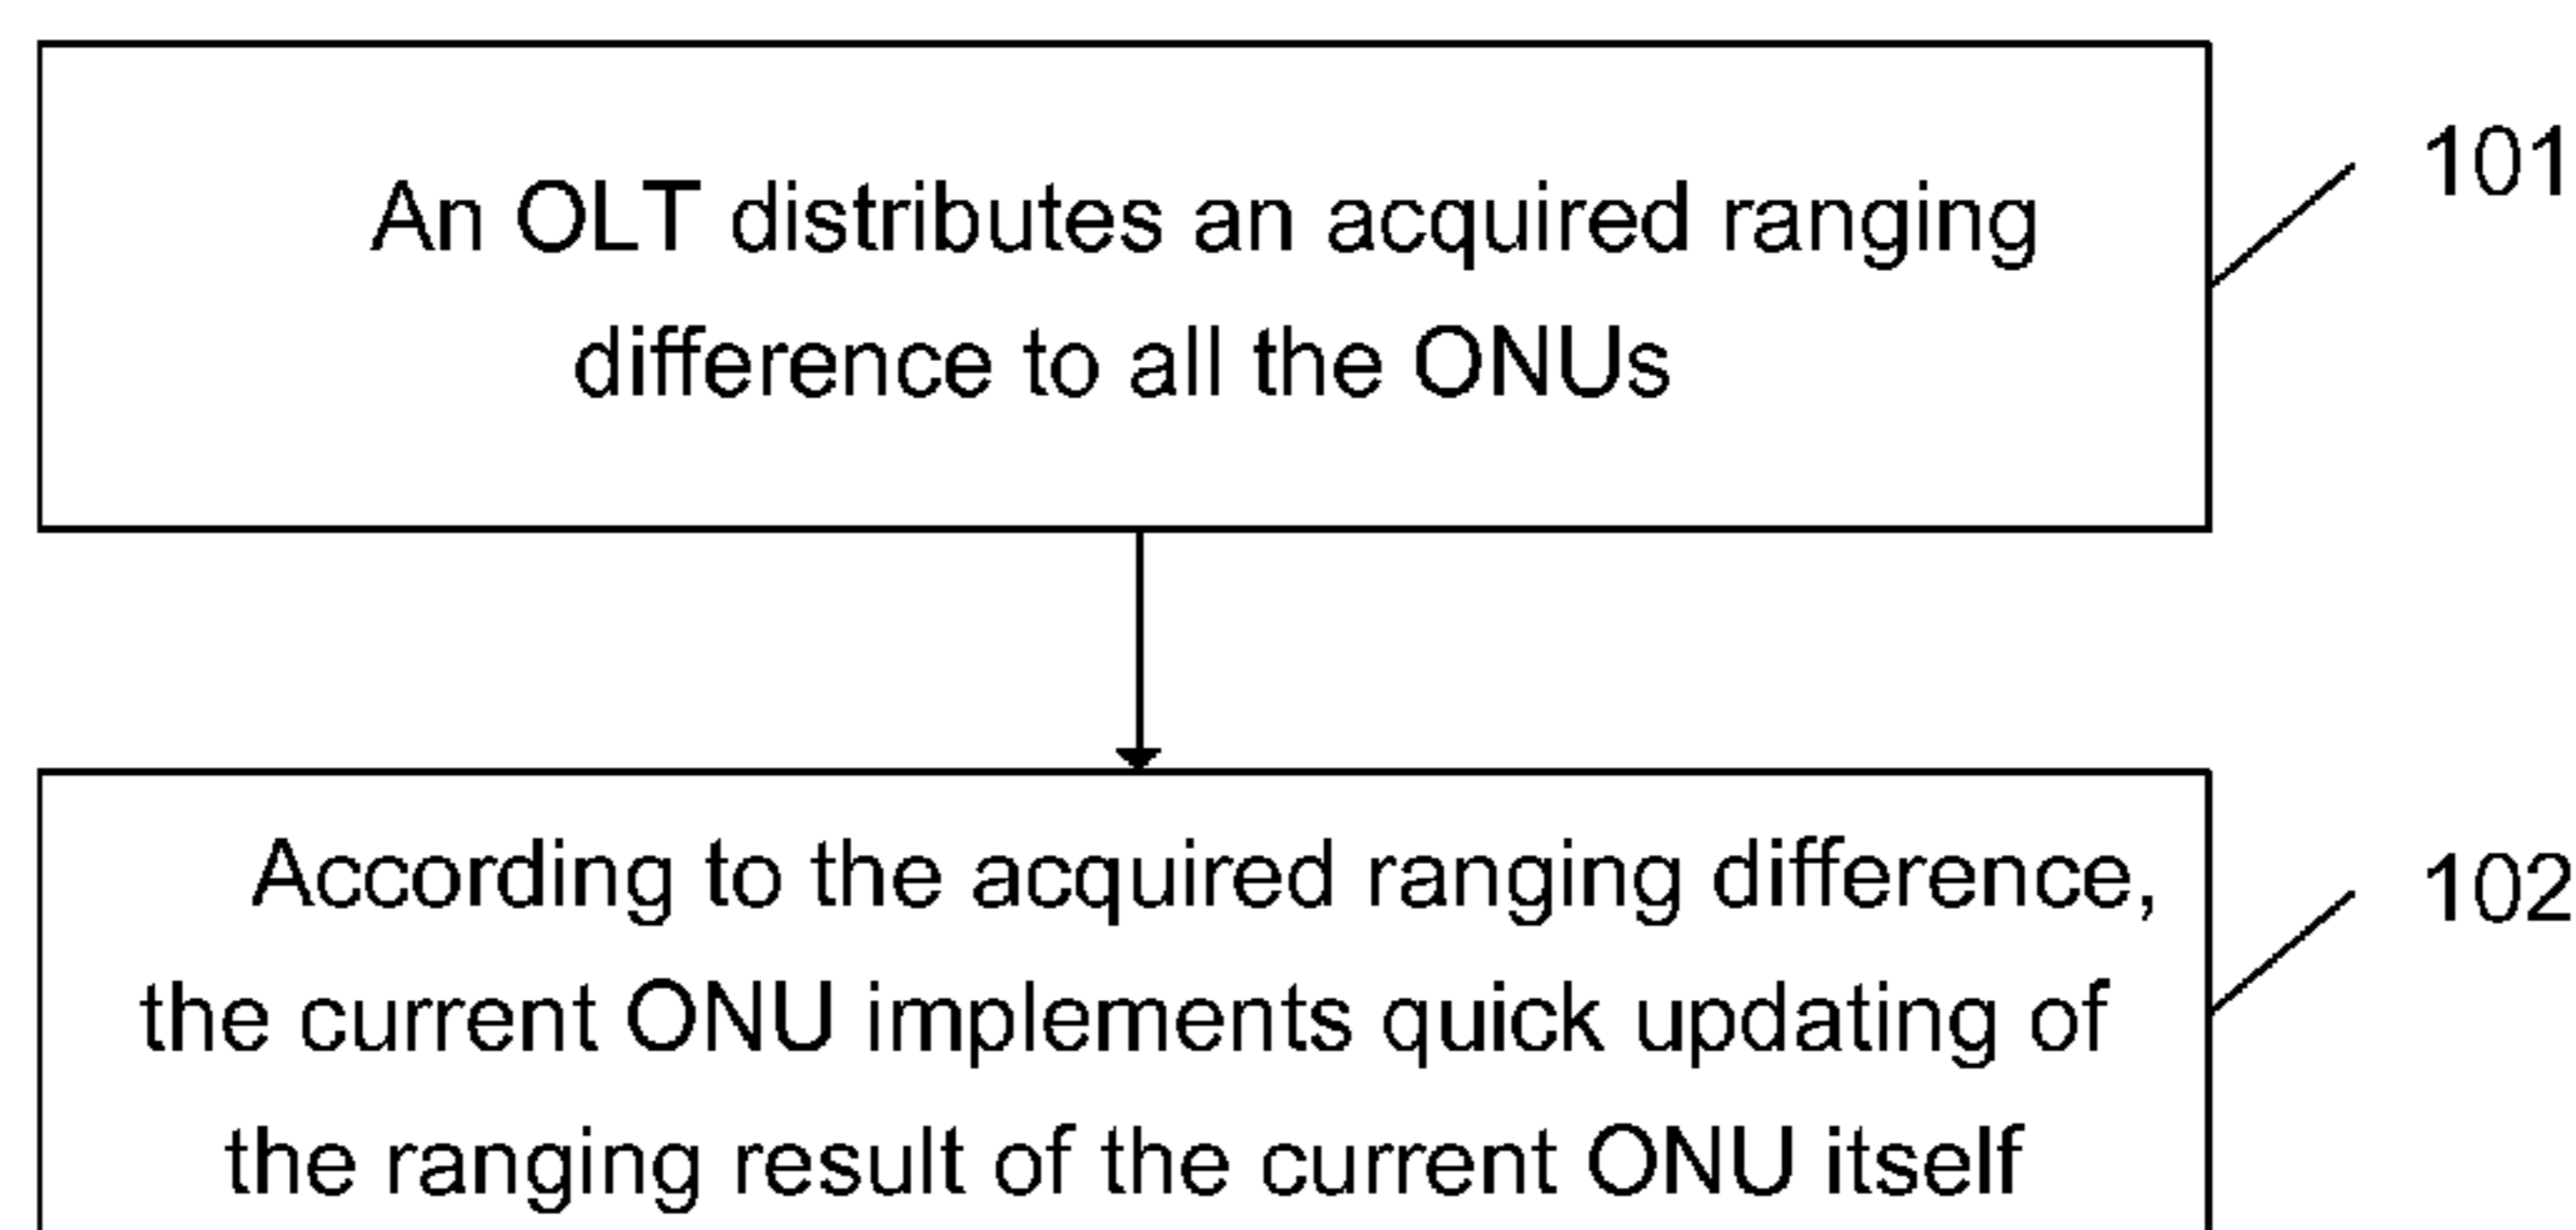 An OLT distributes an acquired ranging
difference to all the ONUs
101
According to the acquired ranging difference,
the current ONU implements quick updating of
the ranging result of the current ONU itself
102